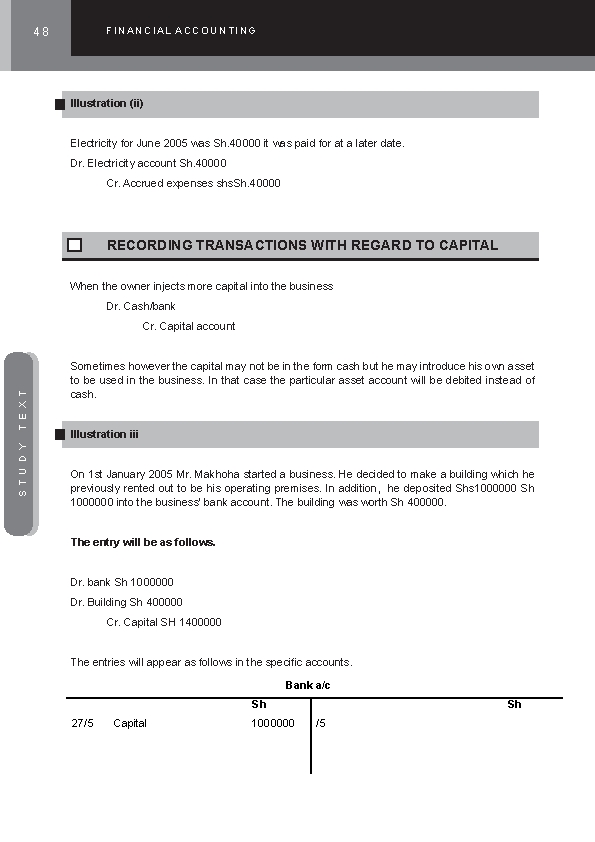 48
FINANCIAL ACCOUNTING
Illustration (ii)
Electricity for June 2005 was Sh.40000 it was paid for at a later date.
Dr. Electricity account Sh.40000
Cr. Accrued expenses shsSh.40000
RECORDING TRANSACTIONS WITH REGARD TO CAPITAL
When the owner injects more capital into the business
Dr. Cash/bank
Cr. Capital account
Sometimes however the capital may not be in the form cash but he may introduce his own asset
to be used in the business. In that case the particular asset account will be debited instead of
cash.
STUDY TEXT
Illustration iii
On 1st January 2005 Mr. Makhoha started a business. He decided to make a building which he
previously rented out to be his operating premises. In addition, he deposited Shs1000000 Sh
1000000 into the business' bank account. The building was worth Sh 400000.
The entry will be as follows.
Dr. bank Sh 1000000
Dr. Building Sh 400000
Cr. Capital SH 1400000
The entries will appear as follows in the specific accounts.
Bank a/c
Sh Sh
27/5 Capital 1000000 /5